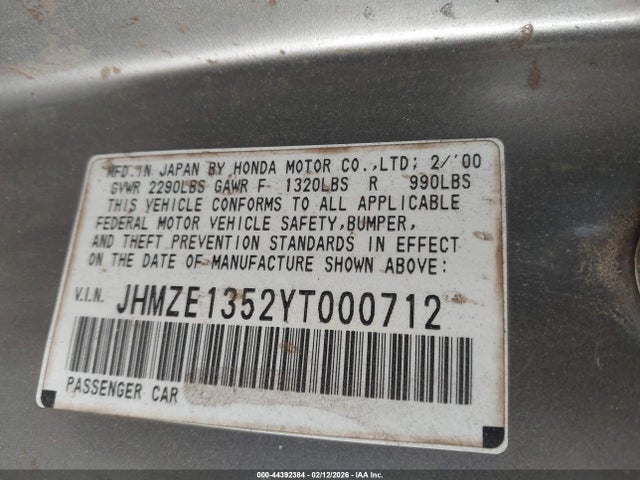 MFD. IN JAPAN BY HONDA MOTOR CO.,LTD; 2/'00
GVWR 2290LBS GAWR F 1320LBS R 990LBS
THIS VEHICLE CONFORMS TO ALL APPLICABLE
FEDERAL MOTOR VEHICLE SAFETY,BUMPER,
AND THEFT PREVENTION STANDARDS IN EFFECT
ON THE DATE OF MANUFACTURE SHOWN ABOVE:
V.I.N. JHMZE1352YT000712
PASSENGER CAR
000-44392384 - 02/12/2026 - IAA Inc.